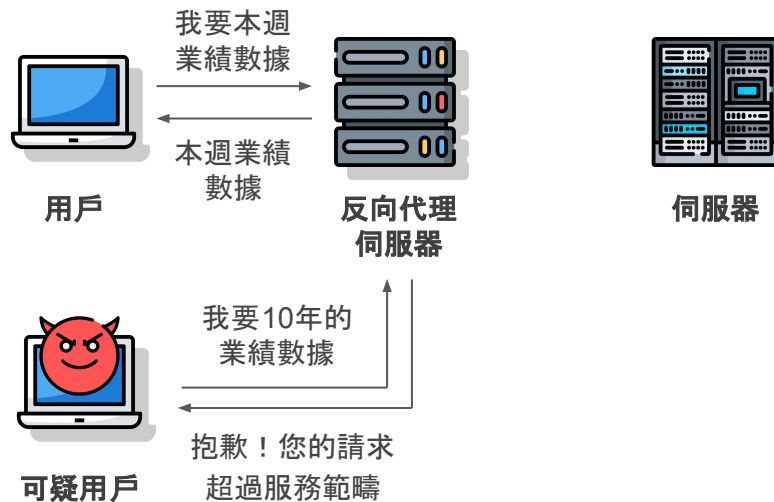 我要本週
業績數據
本週業績
數據
用戶
反向代理
伺服器
伺服器
我要10年的
業績數據
抱歉！您的請求
超過服務範疇
可疑用戶